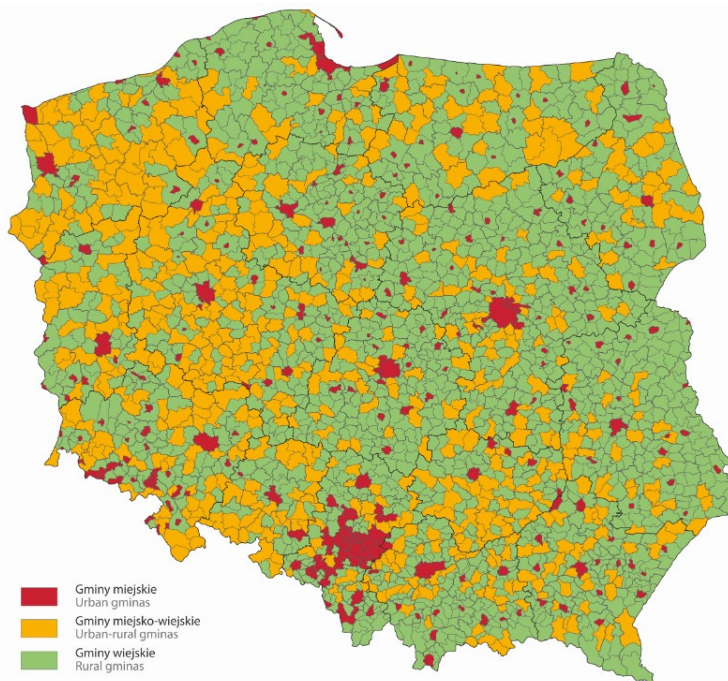 Gminy miejskie
Urban gminas
Gminy miejsko-wiejskie
Urban-rural gminas
Gminy wiejskie
Rural gminas